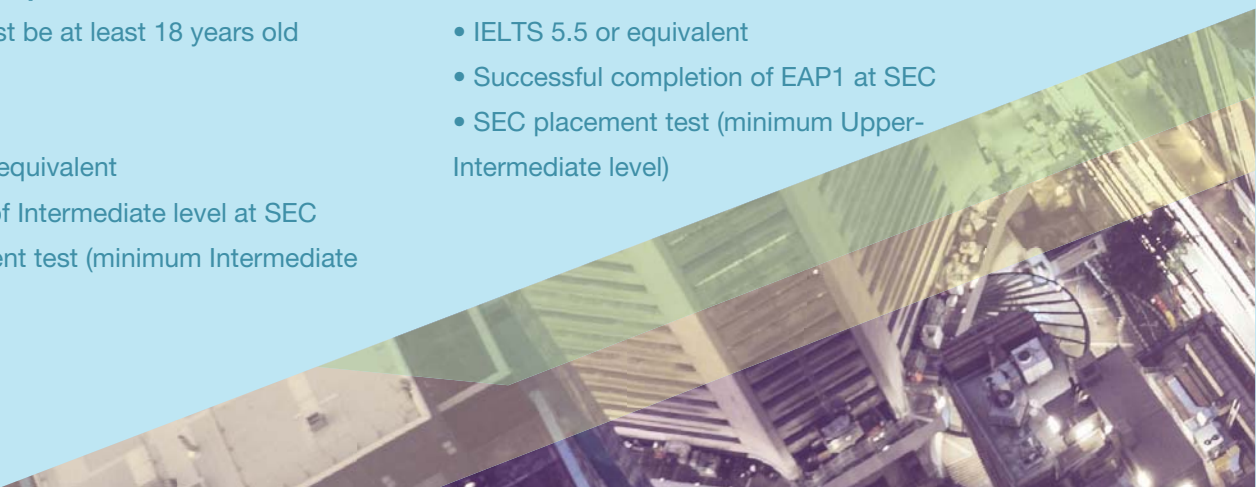 st be at least 18 years old
equivalent
of Intermediate level at SEC
ent test (minimum Intermediate
• IELTS 5.5 or equivalent
• Successful completion of EAP1 at SEC
• SEC placement test (minimum Upper-
Intermediate level)